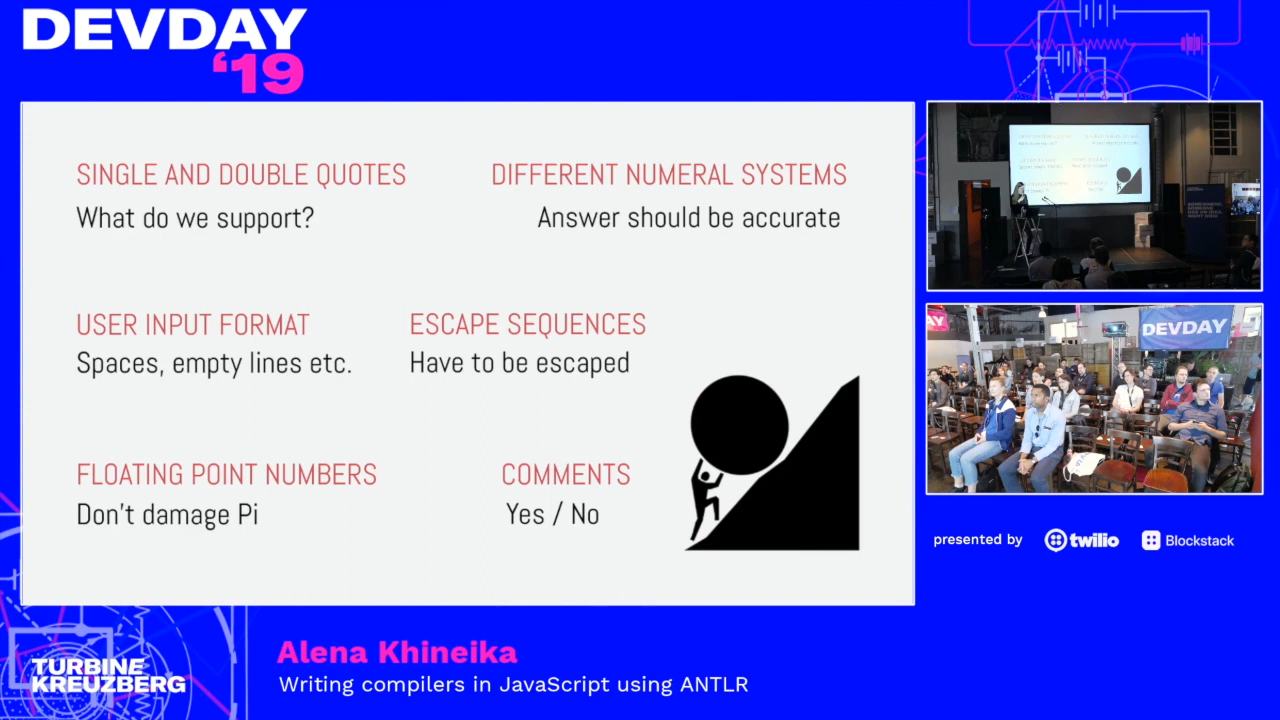 DEVDAY
'19
SINGLE AND DOUBLE QUOTES
What do we support?
DIFFERENT NUMERAL SYSTEMS
Answer should be accurate
USER INPUT FORMAT
Spaces, empty lines etc.
ESCAPE SEQUENCES
Have to be escaped
FLOATING POINT NUMBERS
Don't damage Pi
COMMENTS
Yes / No
AY
DEVDAY
presented by
twilio
Blockstack
TURBINE
KREUZBERG
Alena Khineika
Writing compilers in JavaScript using ANTLR